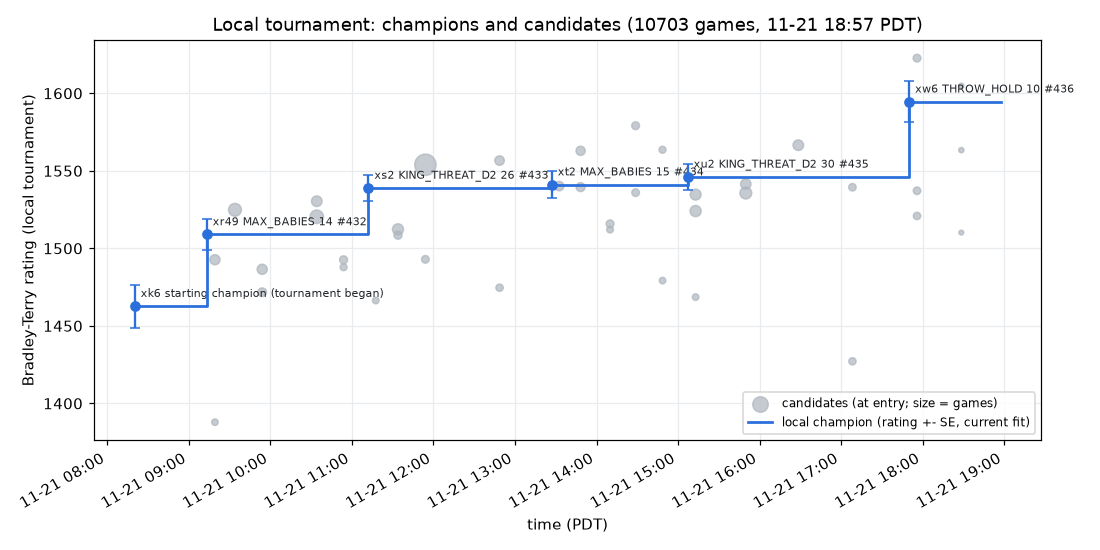 Local tournament: champions and candidates (10703 games, 11-21 18:57 PDT)
Bradley-Terry rating (local tournament)
1600
1550
1500
1450
1400
xw6 THROW_HOLD 10 #436
xs2 KING_THREAT_D2 26 #433
xt2 MAX_BABIES 15 #434
xu2 KING_THREAT_D2 30 #435
xr49 MAX_BABIES 14 #432
xk6 starting champion (tournament began)
candidates (at entry; size = games)
local champion (rating +- SE, current fit)
11-21 08:00
11-21 09:00
11-21 10:00
11-21 11:00
11-21 12:00
11-21 13:00
11-21 14:00
11-21 15:00
11-21 16:00
11-21 17:00
11-21 18:00
11-21 19:00
time (PDT)